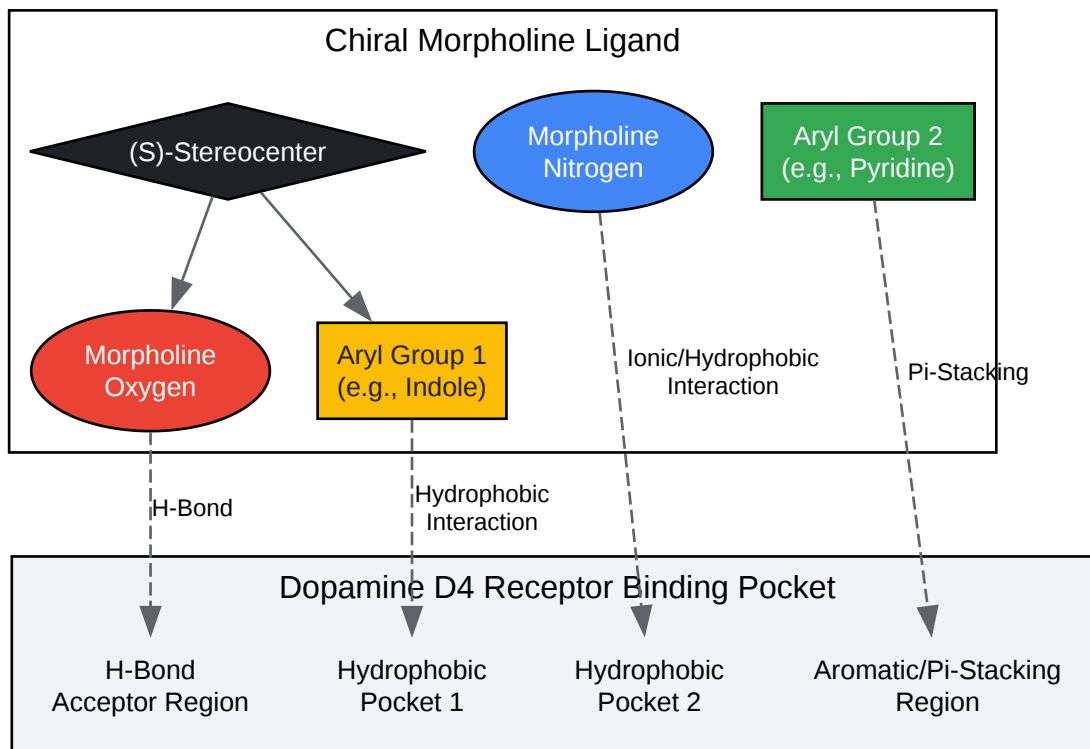 Chiral Morpholine Ligand
(S)-Stereocenter
Morpholine
Nitrogen
Aryl Group 2
(e.g., Pyridine)
Morpholine
Oxygen
Aryl Group 1
(e.g., Indole)
Ionic/Hydrophobic
Interaction
Pi-Stacking
H-Bond
Hydrophobic
Interaction
Dopamine D4 Receptor Binding Pocket
H-Bond
Acceptor Region
Hydrophobic
Pocket 1
Hydrophobic
Pocket 2
Aromatic/Pi-Stacking
Region